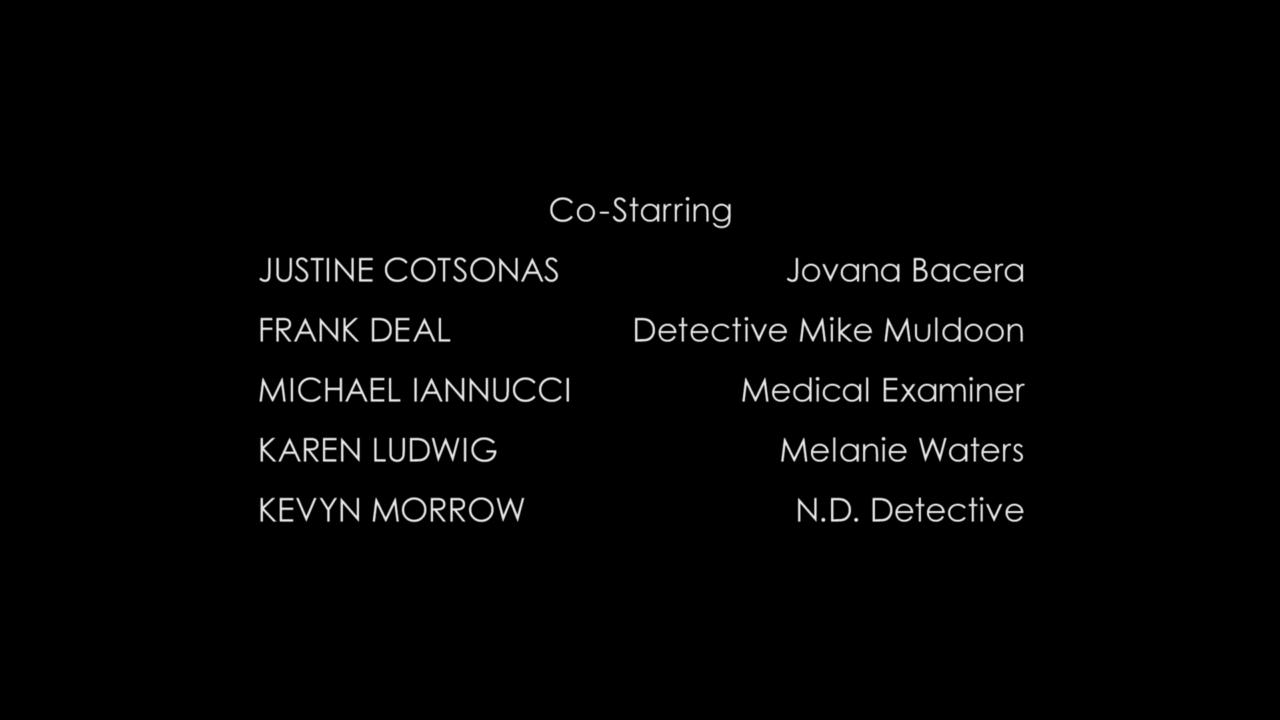 Co-Starring
JUSTINE COTSONAS Jovana Bacera
FRANK DEAL Detective Mike Muldoon
MICHAEL IANNUCCI Medical Examiner
KAREN LUDWIG Melanie Waters
KEVYN MORROW N.D. Detective